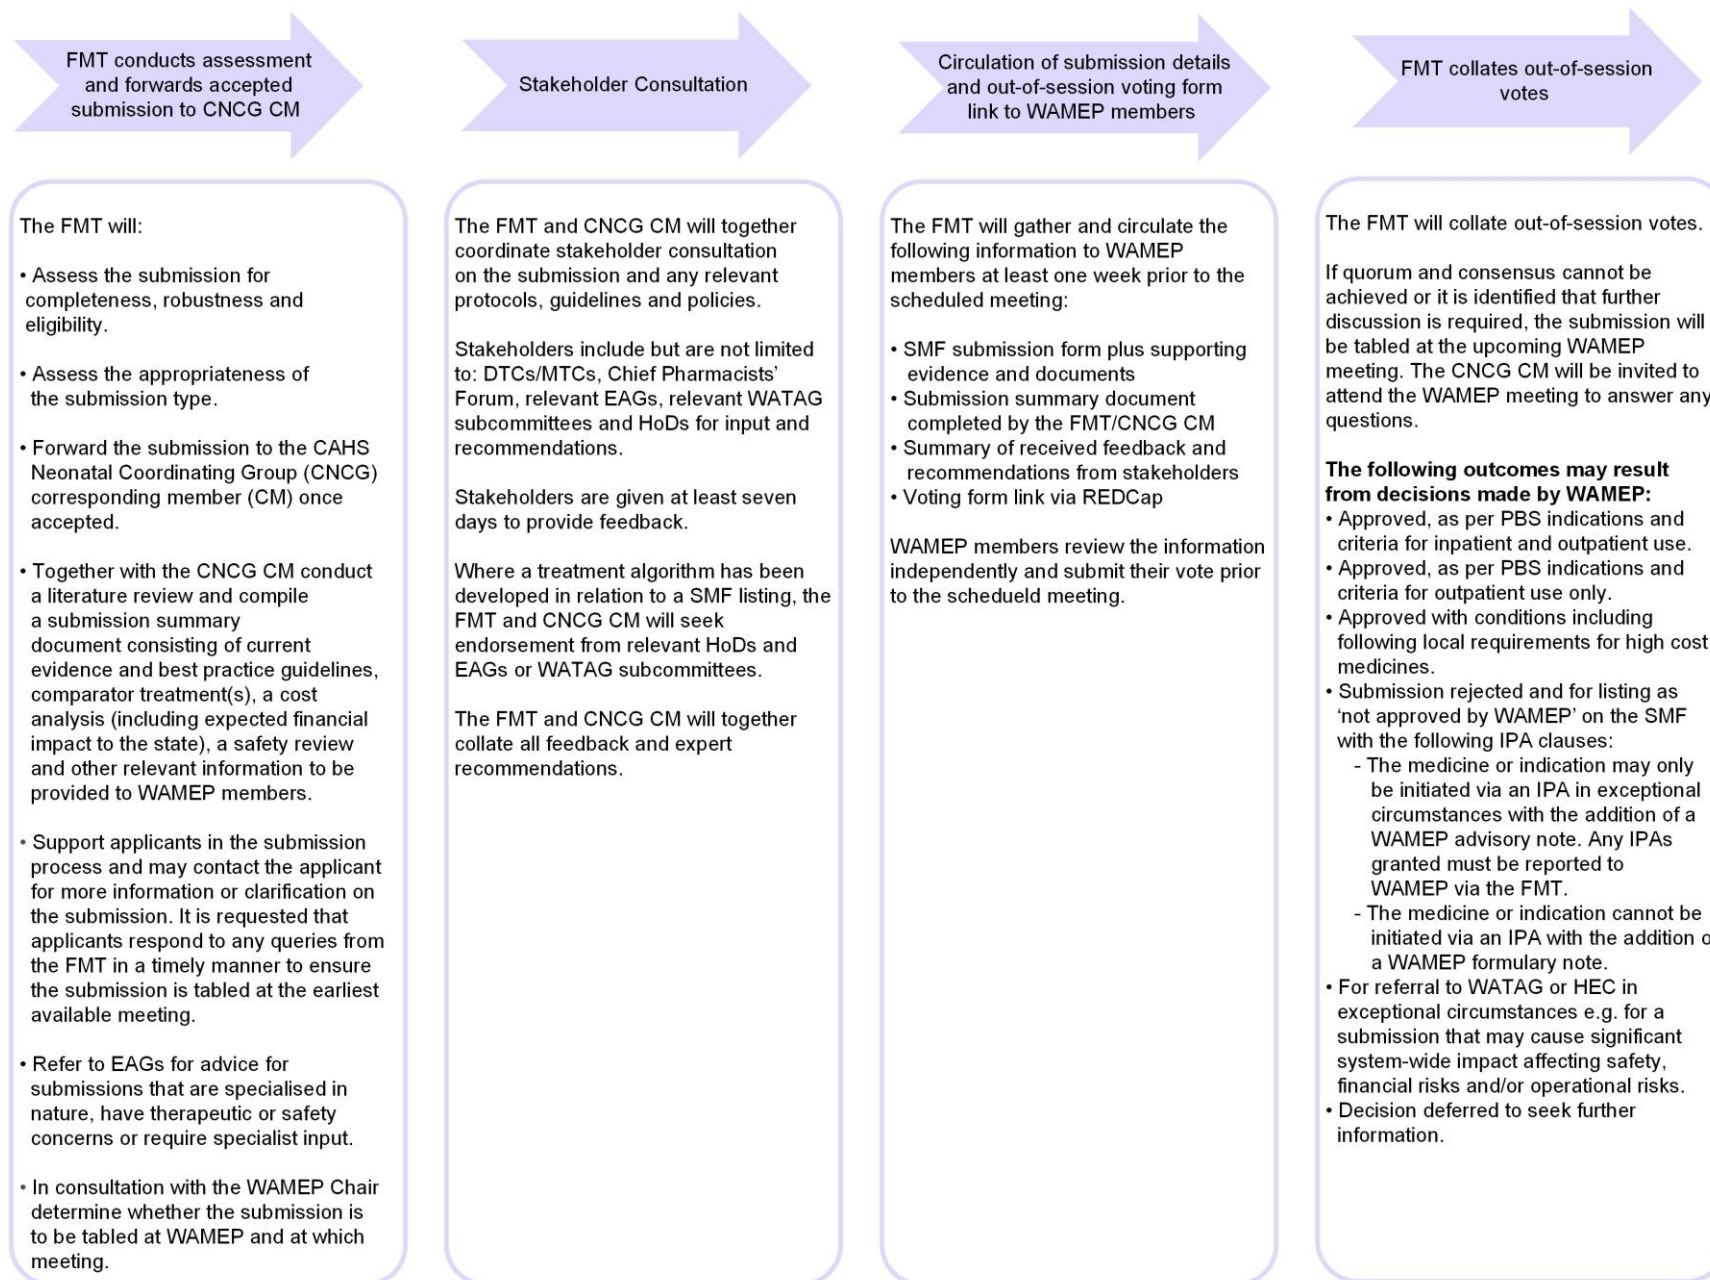 FMT conducts assessment
and forwards accepted
submission to CNCG CM
Stakeholder Consultation
Circulation of submission details
and out-of-session voting form
link to WAMEP members
FMT collates out-of-session
votes
The FMT will:
• Assess the submission for
completeness, robustness and
eligibility.
• Assess the appropriateness of
the submission type.
• Forward the submission to the CAHS
Neonatal Coordinating Group (CNCG)
corresponding member (CM) once
accepted.
• Together with the CNCG CM conduct
a literature review and compile
a submission summary
document consisting of current
evidence and best practice guidelines,
comparator treatment(s), a cost
analysis (including expected financial
impact to the state), a safety review
and other relevant information to be
provided to WAMEP members.
• Support applicants in the submission
process and may contact the applicant
for more information or clarification on
the submission. It is requested that
applicants respond to any queries from
the FMT in a timely manner to ensure
the submission is tabled at the earliest
available meeting.
• Refer to EAGs for advice for
submissions that are specialised in
nature, have therapeutic or safety
concerns or require specialist input.
• In consultation with the WAMEP Chair
determine whether the submission is
to be tabled at WAMEP and at which
meeting.
The FMT and CNCG CM will together
coordinate stakeholder consultation
on the submission and any relevant
protocols, guidelines and policies.
Stakeholders include but are not limited
to: DTCs/MTCs, Chief Pharmacists'
Forum, relevant EAGs, relevant WATAG
subcommittees and HoDs for input and
recommendations.
Stakeholders are given at least seven
days to provide feedback.
Where a treatment algorithm has been
developed in relation to a SMF listing, the
FMT and CNCG CM will seek
endorsement from relevant HoDs and
EAGs or WATAG subcommittees.
The FMT and CNCG CM will together
collate all feedback and expert
recommendations.
The FMT will gather and circulate the
following information to WAMEP
members at least one week prior to the
scheduled meeting:
• SMF submission form plus supporting
evidence and documents
• Submission summary document
completed by the FMT/CNCG CM
• Summary of received feedback and
recommendations from stakeholders
• Voting form link via REDCap
WAMEP members review the information
independently and submit their vote prior
to the schedueld meeting.
The FMT will collate out-of-session votes.
If quorum and consensus cannot be
achieved or it is identified that further
discussion is required, the submission will
be tabled at the upcoming WAMEP
meeting. The CNCG CM will be invited to
attend the WAMEP meeting to answer any
questions.
The following outcomes may result
from decisions made by WAMEP:
• Approved, as per PBS indications and
criteria for inpatient and outpatient use.
• Approved, as per PBS indications and
criteria for outpatient use only.
• Approved with conditions including
following local requirements for high cost
medicines.
• Submission rejected and for listing as
'not approved by WAMEP' on the SMF
with the following IPA clauses:
- The medicine or indication may only
be initiated via an IPA in exceptional
circumstances with the addition of a
WAMEP advisory note. Any IPAs
granted must be reported to
WAMEP via the FMT.
- The medicine or indication cannot be
initiated via an IPA with the addition
a WAMEP formulary note.
• For referral to WATAG or HEC in
exceptional circumstances e.g. for a
submission that may cause significant
system-wide impact affecting safety,
financial risks and/or operational risks.
• Decision deferred to seek further
information.